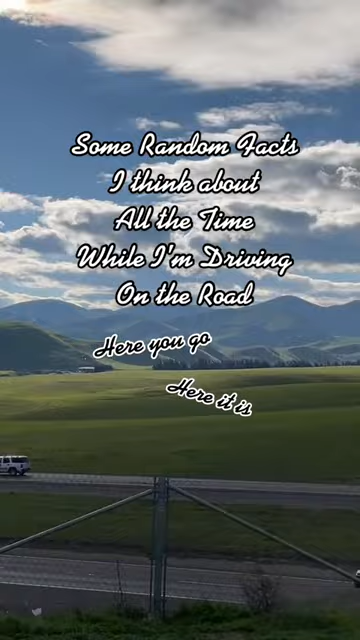 Some Random Facts
I think about
All the Time
While I'm Driving
On the Road
Here you go
Here it is